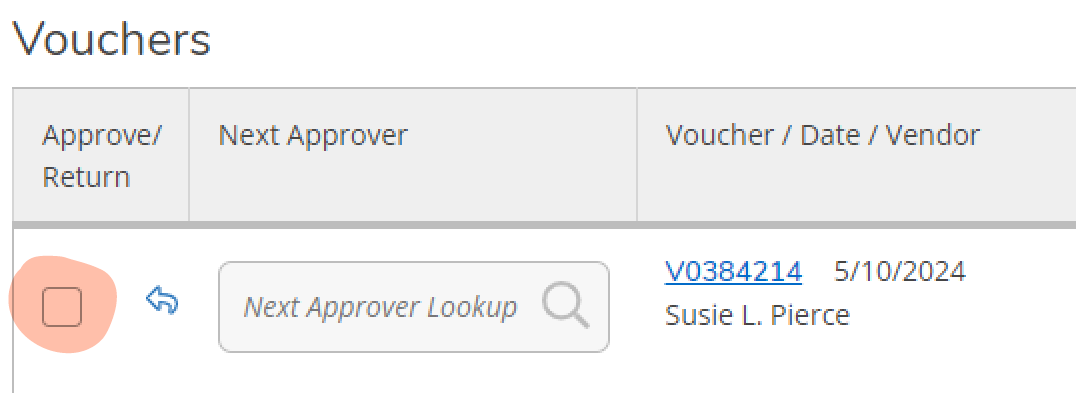 Vouchers
Approve/
Return
Next Approver
Voucher / Date / Vendor
Next Approver Lookup
V0384214 5/10/2024
Susie L. Pierce